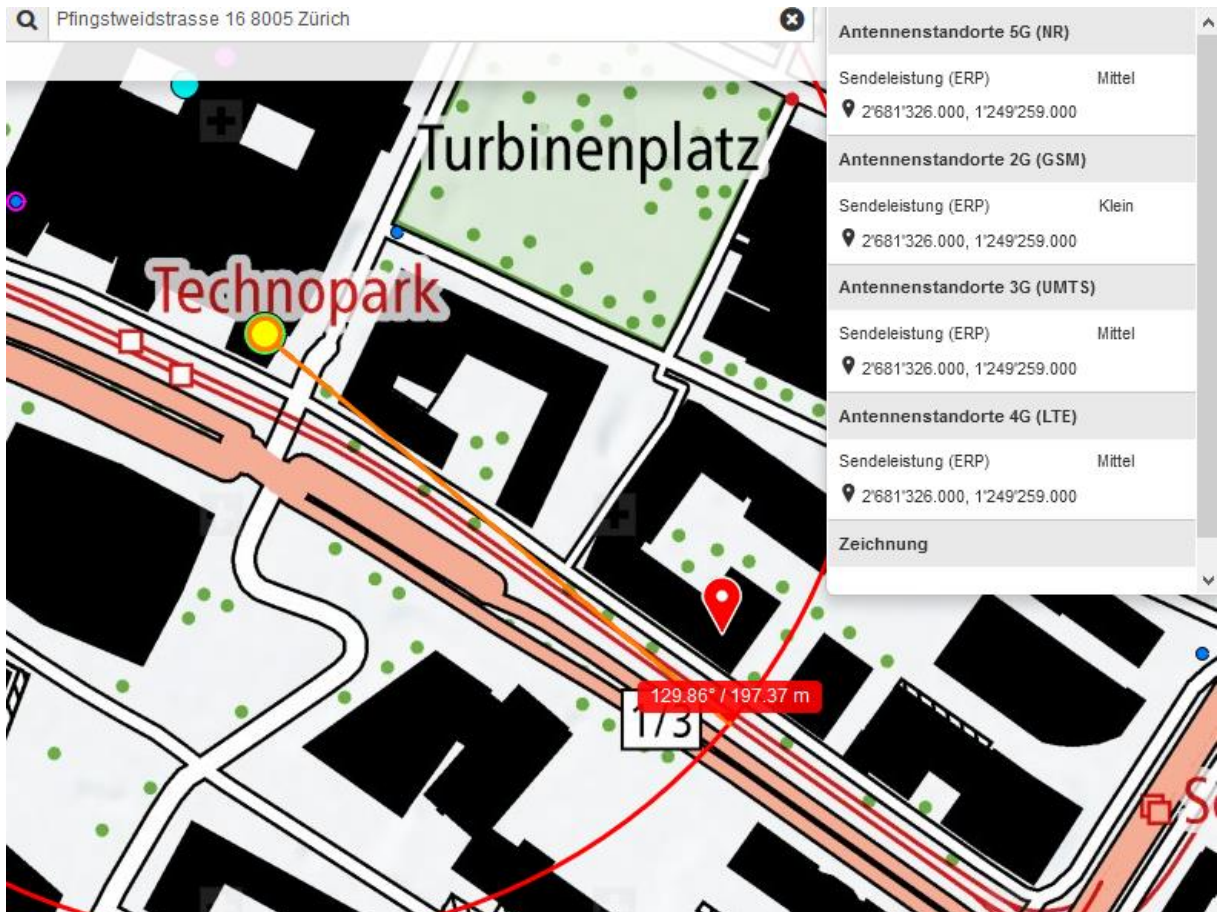 Pfingstweidstrasse 16 8005 Zürich
Antennenstandorte 5G (NR)
Sendeleistung (ERP) Mittel
2'681'326.000, 1'249'259.000
Antennenstandorte 2G (GSM)
Sendeleistung (ERP) Klein
2'681'326.000, 1'249'259.000
Antennenstandorte 3G (UMTS)
Sendeleistung (ERP) Mittel
2'681'326.000, 1'249'259.000
Antennenstandorte 4G (LTE)
Sendeleistung (ERP) Mittel
2'681'326.000, 1'249'259.000
Zeichnung
Turbinenplatz
Technopark
129.86° / 197.37 m
1/3